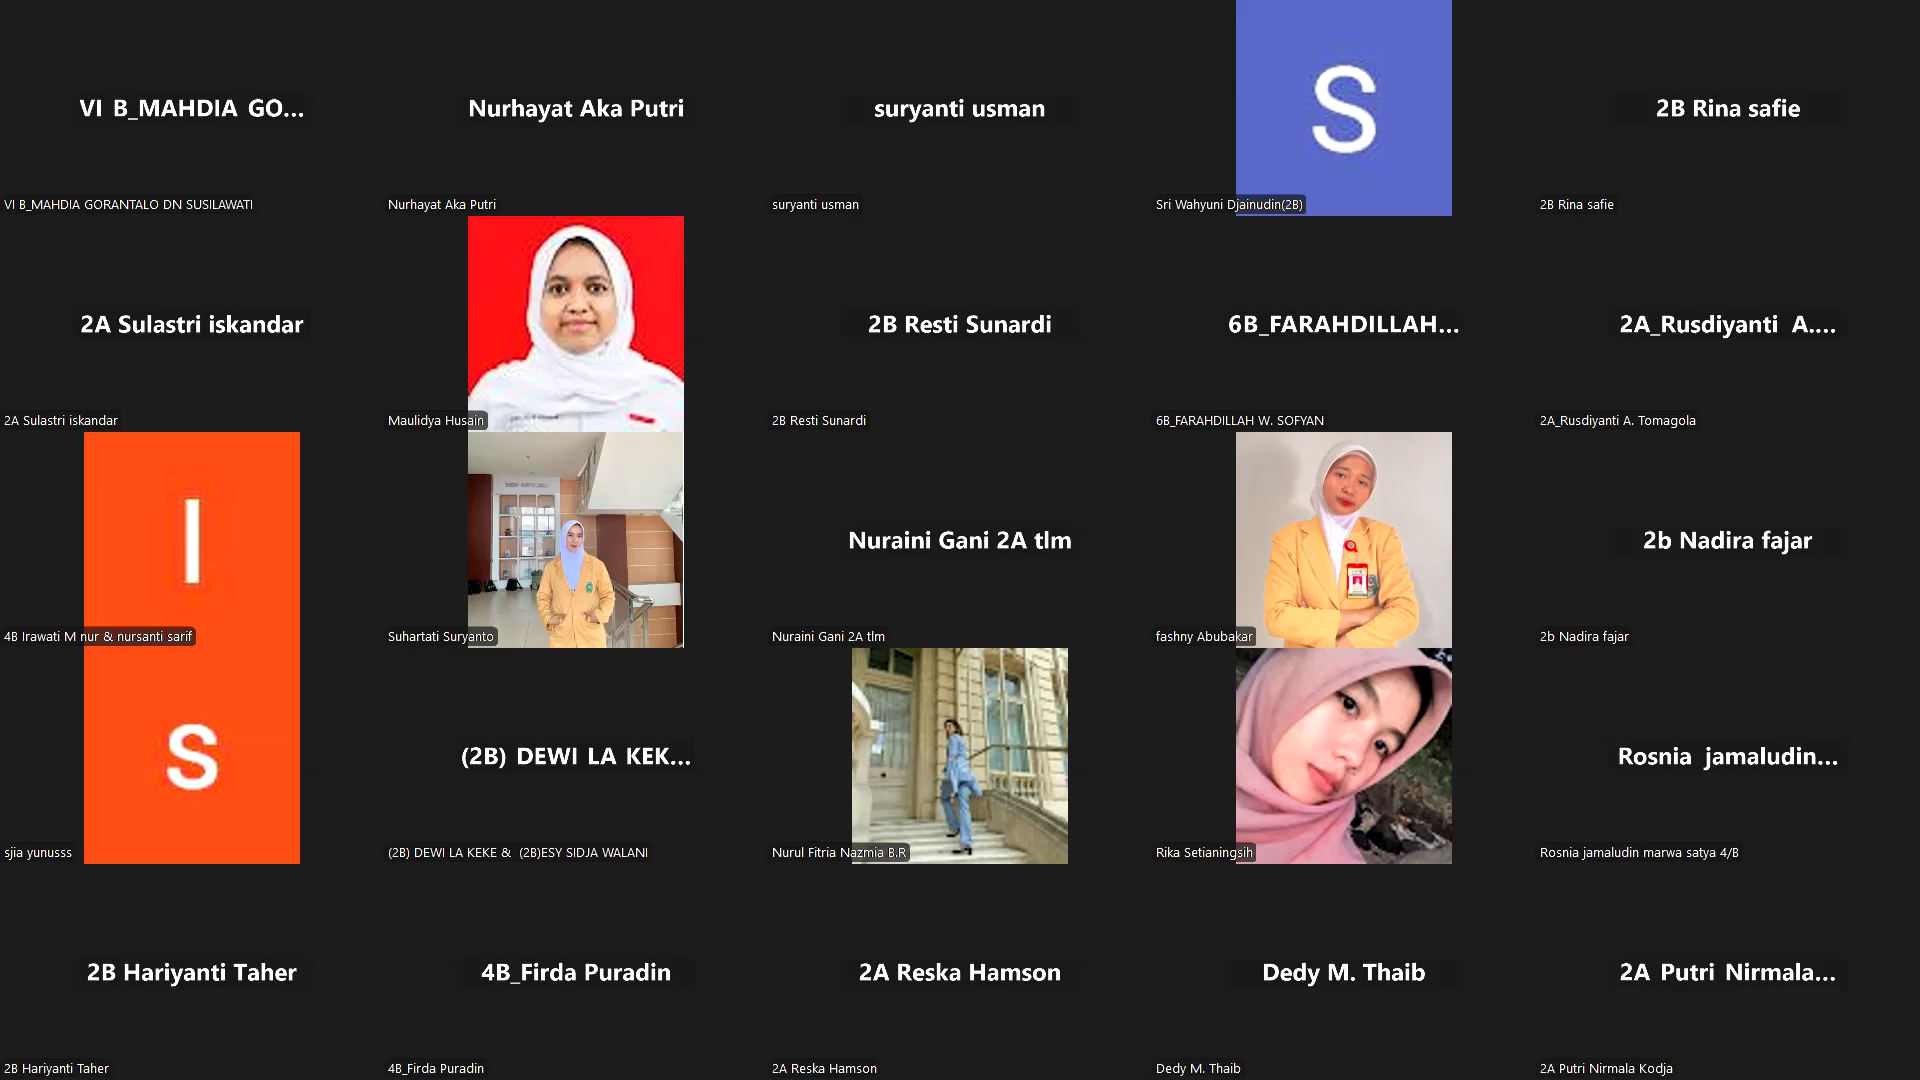 VI B_MAHDIA GO...
Nurhayat Aka Putri
suryanti usman
S
2B Rina safie
VI B_MAHDIA GORANTALO DN SUSILAWATI
Nurhayat Aka Putri
suryanti usman
Sri Wahyuni Djainudin(2B)
2B Rina safie
2A Sulastri iskandar
2B Resti Sunardi
6B_FARAHDILLAH...
2A_Rusdiyanti A....
2A Sulastri iskandar
Maulidya Husain
2B Resti Sunardi
6B_FARAHDILLAH W. SOFYAN
2A_Rusdiyanti A. Tomagola
I
NEW ARRIVAL
Nuraini Gani 2A tlm
2b Nadira fajar
4B Irawati M nur & nursanti sarif
Suhartati Suryanto
Nuraini Gani 2A tlm
fashny Abubakar
2b Nadira fajar
S
(2B) DEWI LA KEK...
Rosnia jamaludin...
sjia yunusss
(2B) DEWI LA KEKE & (2B)ESY SIDJA WALANI
Nurul Fitria Nazmia B.R
Rika Setianingsih
Rosnia jamaludin marwa satya 4/B
2B Hariyanti Taher
4B_Firda Puradin
2A Reska Hamson
Dedy M. Thaib
2A Putri Nirmala...
2B Hariyanti Taher
4B_Firda Puradin
2A Reska Hamson
Dedy M. Thaib
2A Putri Nirmala Kodja